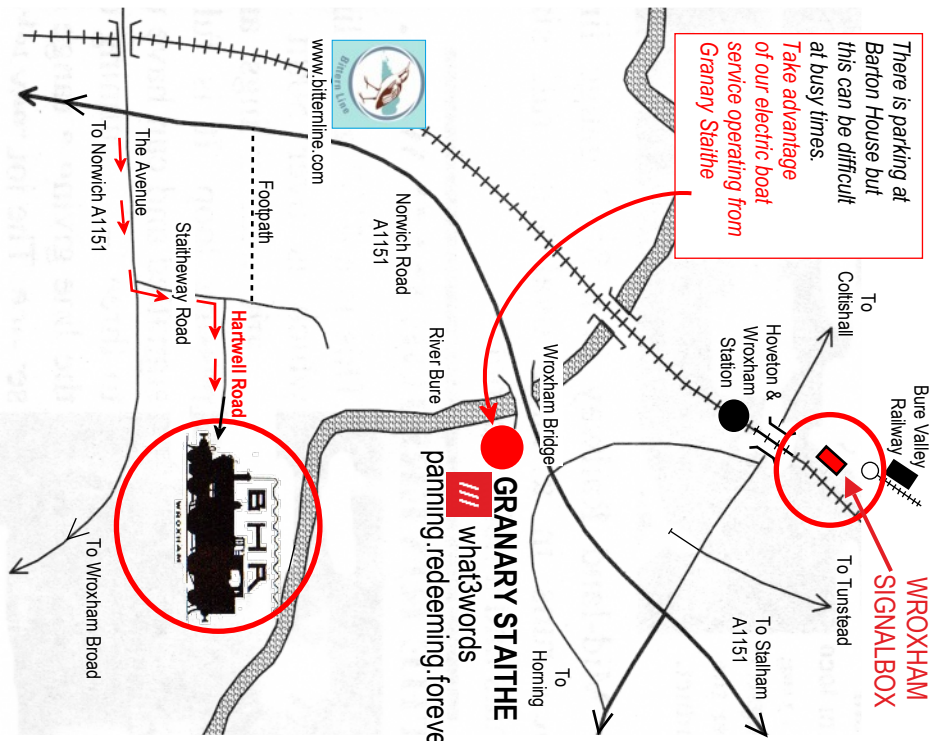 There is parking at
Barton House but
this can be difficult
at busy times.
Take advantage
of our electric boat
service operating from
Granary Staithe
To
Coltishall
Bure Valley
Railway
Hoveton &
Wroxham
Station
WROXHAM
SIGNALBOX
To Tunstead
To Stalham
A1151
To
Horning
Wroxham Bridge
GRANARY STAITHE
///
what3words
panning.redeeming.foreve
River Bure
Norwich Road
A1151
Bittern Line
www.bitternline.com
Footpath
The Avenue
To Norwich A1151
Staitheway
Road
Hartwell Road
BHR
WROXHAM
To Wroxham Broad